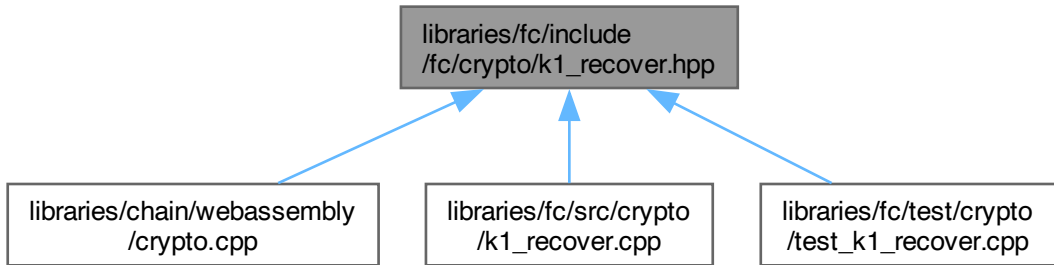 libraries/fc/include
/fc/crypto/k1_recover.hpp
libraries/chain/webassembly
/crypto.cpp
libraries/fc/src/crypto
/k1_recover.cpp
libraries/fc/test/crypto
/test_k1_recover.cpp